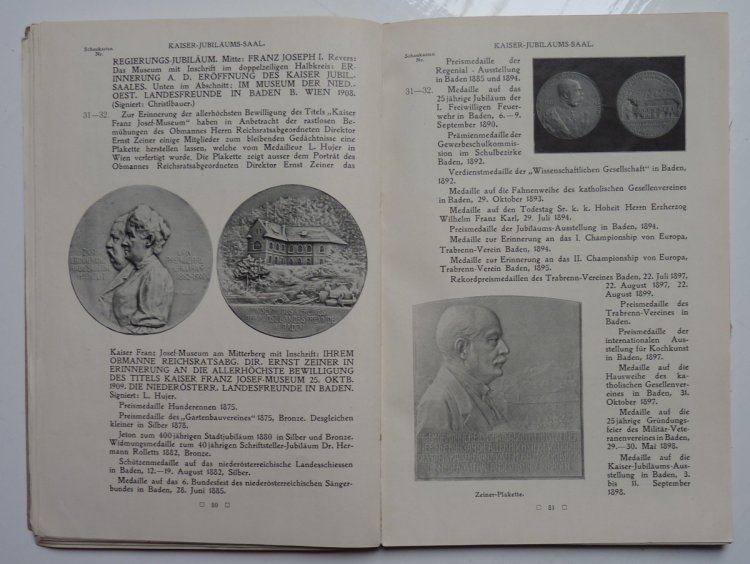 KAISER-JUBILÄUMS-SAAL.
Schaukasten
Nr.
REGIERUNGS-JUBILÄUM. Mitte: FRANZ JOSEPH I. Revers:
Das Museum mit Inschrift im doppelzeiligen Halbkreis: ER-
INNERUNG A. D. ERÖFFNUNG DES KAISER JUBIL.-
SAALES. Unten im Abschnitt: IM MUSEUM DER NIED.-
OEST. LANDESFREUNDE IN BADEN B. WIEN 1908.
(Signiert: Christlbauer.)
31—32. Zur Erinnerung der allerhöchsten Bewilligung des Titels „Kaiser
Franz Josef-Museum“ haben in Anbetracht der rastlosen Be-
mühungen des Obmannes Herrn Reichsratsabgeordneten Direktor
Ernst Zeiner einige Mitglieder zum bleibenden Gedächtnisse eine
Plakette herstellen lassen, welche vom Medailleur L. Hujer in
Wien verfertigt wurde. Die Plakette zeigt ausser dem Porträt des
Obmannes Reichsratsabgeordneten Direktor Ernst Zeiner das
Kaiser Franz Josef-Museum am Mitterberg mit Inschrift: IHREM
OBMANNE REICHSRATSABG. DIR. ERNST ZEINER IN
ERINNERUNG AN DIE ALLERHÖCHSTE BEWILLIGUNG
DES TITELS KAISER FRANZ JOSEF-MUSEUM 25. OKTB.
1909. DIE NIEDERÖSTERR. LANDESFREUNDE IN BADEN.
Signiert: L. Hujer.
Preismedaille Hunderennen 1875.
Preismedaille des „Gartenbauvereines“ 1875, Bronze. Desgleichen
kleiner in Silber 1878.
Jeton zum 400jährigen Stadtjubiläum 1880 in Silber und Bronze.
Widmungsmedaille zum 40jährigen Schriftsteller-Jubiläum Dr. Her-
mann Rolletts 1882, Bronze.
Schützenmedaille auf das niederösterreichische Landesschiessen
in Baden, 12.—19. August 1882, Silber.
Medaille auf das 6. Bundesfest des niederösterreichischen Sänger-
bundes in Baden, 28. Juni 1885.
□ 80 □
KAISER-JUBILÄUMS-SAAL.
Schaukasten
Nr.
Preismedaille der
Regenial-Ausstellung
in Baden 1885 und 1894.
31—32. Medaille auf das
25jährige Jubiläum der
I. Freiwilligen Feuer-
wehr in Baden, 6.—9.
September 1890.
Prämienmedaille der
Gewerbeschulkommis-
sion im Schulbezirke
Baden, 1892.
Verdienstmedaille der „Wissenschaftlichen Gesellschaft“ in Baden,
1892.
Medaille auf die Fahnenweihe des katholischen Gesellenvereines
in Baden, 29. Oktober 1893.
Medaille auf den Todestag Sr. k. k. Hoheit Herrn Erzherzog
Wilhelm Franz Karl, 29. Juli 1894.
Preismedaille der Jubiläums-Ausstellung in Baden, 1894.
Medaille zur Erinnerung an das I. Championship von Europa,
Trabrenn-Verein Baden, 1894.
Medaille zur Erinnerung an das II. Championship von Europa,
Trabrenn-Verein Baden, 1895.
Rekordpreismedaillen des Trabrenn-Vereines Baden, 22. Juli 1897,
22. August 1897, 22.
August 1899.
Preismedaille des
Trabrenn-Vereines in
Baden.
Preismedaille der
internationalen Aus-
stellung für Kochkunst
in Baden, 1897.
Medaille auf die
Hausweihe des ka-
tholischen Gesellenver-
eines in Baden, 31.
Oktober 1897.
Medaille auf die
25jährige Gründungs-
feier des Militär-Vete-
ranenvereines in Baden,
29.—30. Mai 1898.
Medaille auf die
Kaiser-Jubiläums-Aus-
stellung in Baden, 3.
bis 11. September
1898.
Zeiner-Plakette.
□ 81 □